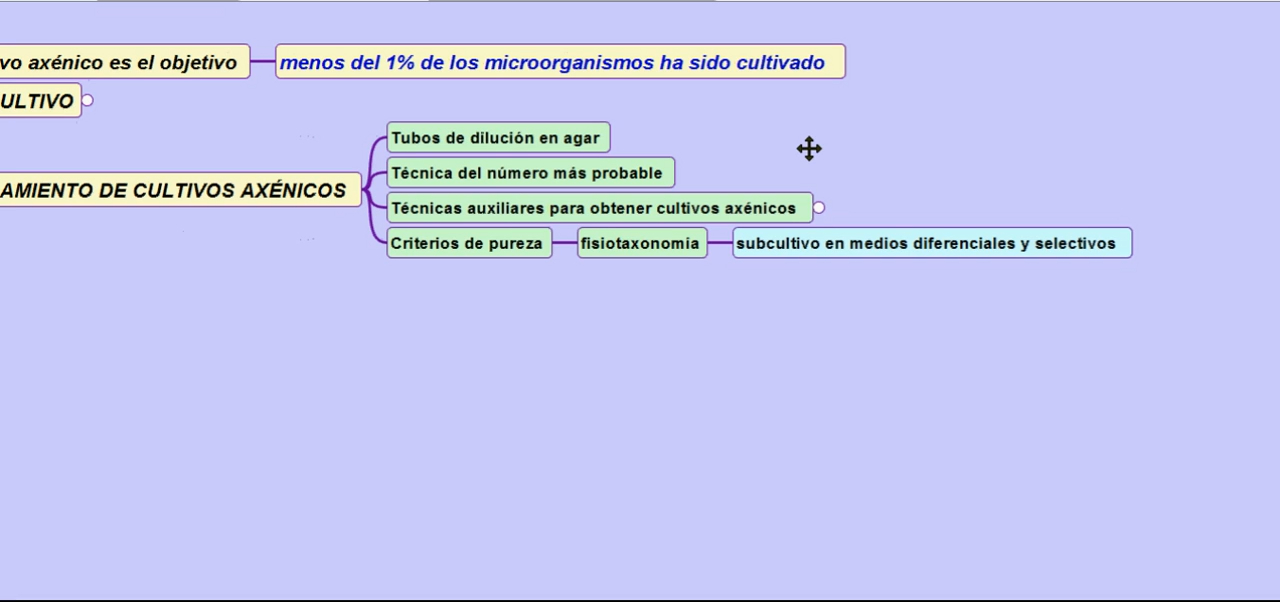 vo axénico es el objetivo
menos del 1% de los microorganismos ha sido cultivado
ULTIVO
AMIENTO DE CULTIVOS AXÉNICOS
Tubos de dilución en agar
Técnica del número más probable
Técnicas auxiliares para obtener cultivos axénicos
Criterios de pureza
fisiotaxonomia
subcultivo en medios diferenciales y selectivos